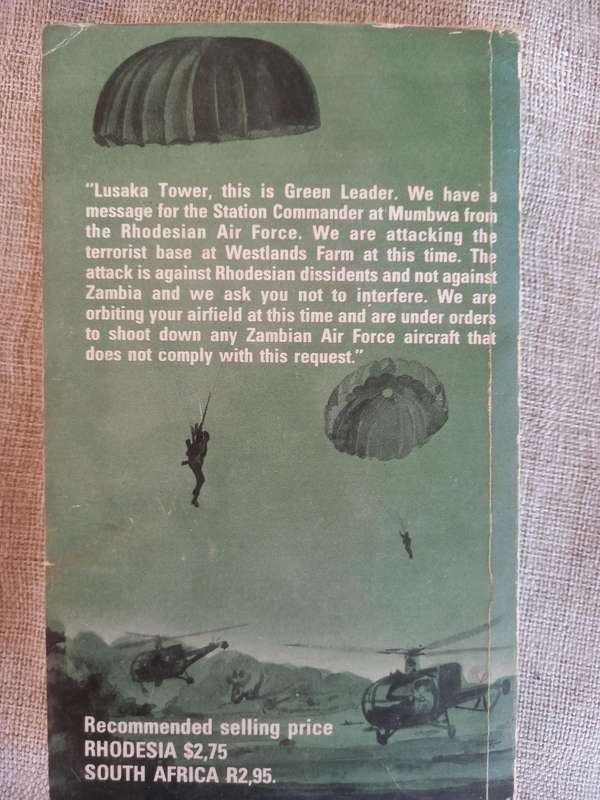 "Lusaka Tower, this is Green Leader. We have a
message for the Station Commander at Mumbwa from
the Rhodesian Air Force. We are attacking the
terrorist base at Westlands Farm at this time. The
attack is against Rhodesian dissidents and not against
Zambia and we ask you not to interfere. We are
orbiting your airfield at this time and are under orders
to shoot down any Zambian Air Force aircraft that
does not comply with this request."
Recommended selling price
RHODESIA $2,75
SOUTH AFRICA R2,95.